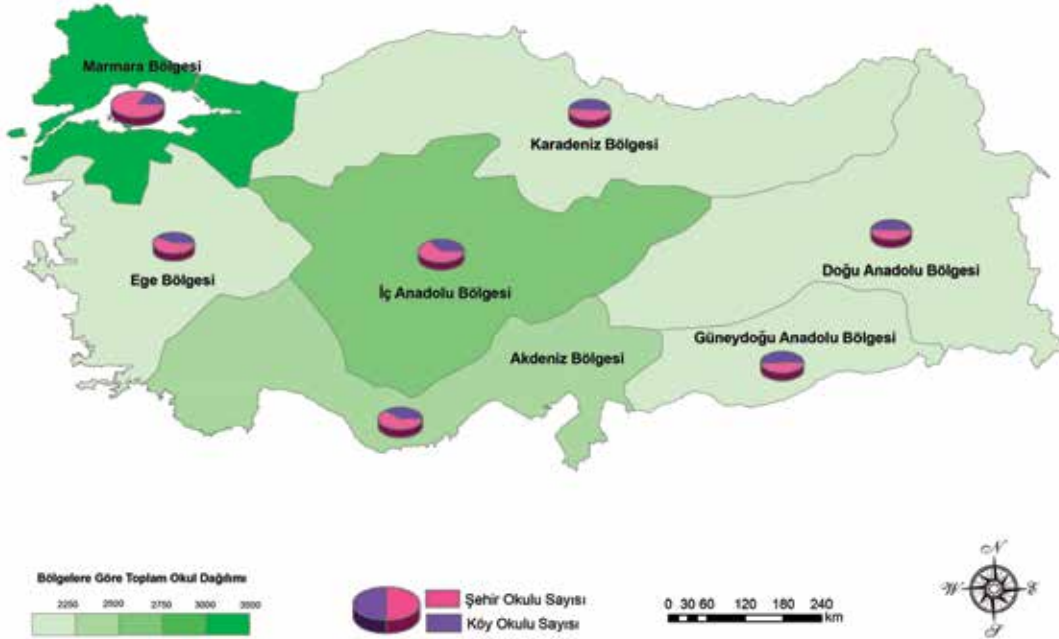 Marmara Bölgesi
Karadeniz Bölgesi
Ege Bölgesi
İç Anadolu Bölgesi
Doğu Anadolu Bölgesi
Güneydoğu Anadolu Bölgesi
Akdeniz Bölgesi
Bölgelere Göre Toplam Okul Dağılımı
2250 2500 2750 3000 3500
Şehir Okulu Sayısı
Köy Okulu Sayısı
0 30 60 120 180 240
km
N
W E
S